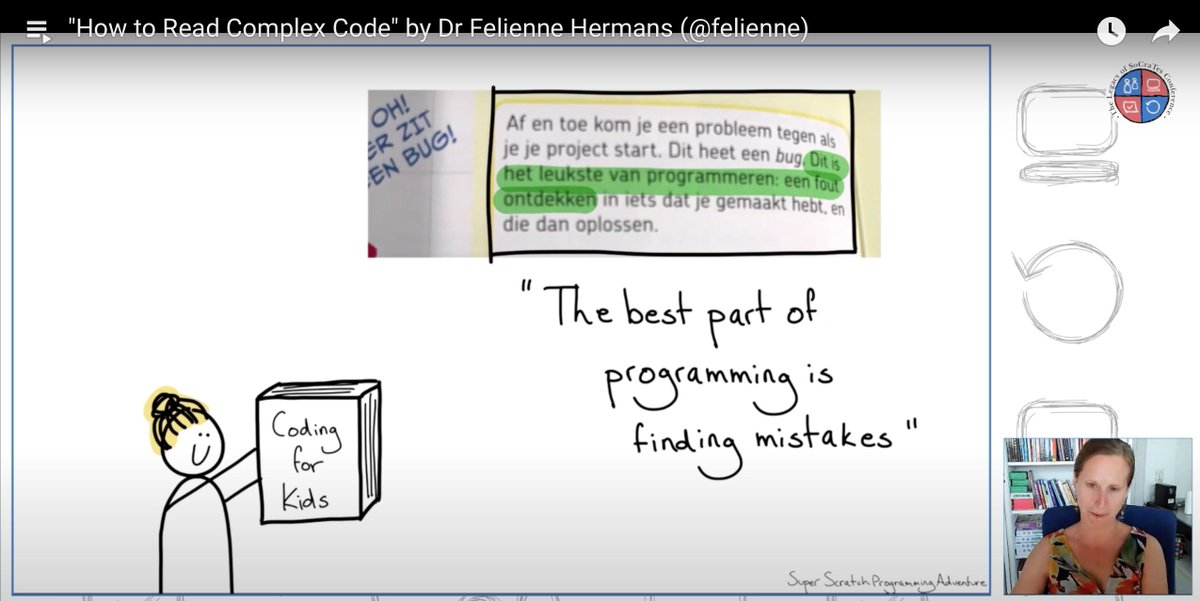 "How to Read Complex Code" by Dr Felienne Hermans (@felienne)
The Legacy of SoCraTes Conference
OH!
ER ZIT
EEN BUG!
Af en toe kom je een probleem tegen als
je je project start. Dit heet een bug. Dit is
het leukste van programmeren: een fout
ontdekken in iets dat je gemaakt hebt, en
die dan oplossen.
"The best part of
programming is
finding mistakes"
Coding
for
Kids
Super Scratch Programming Adventure